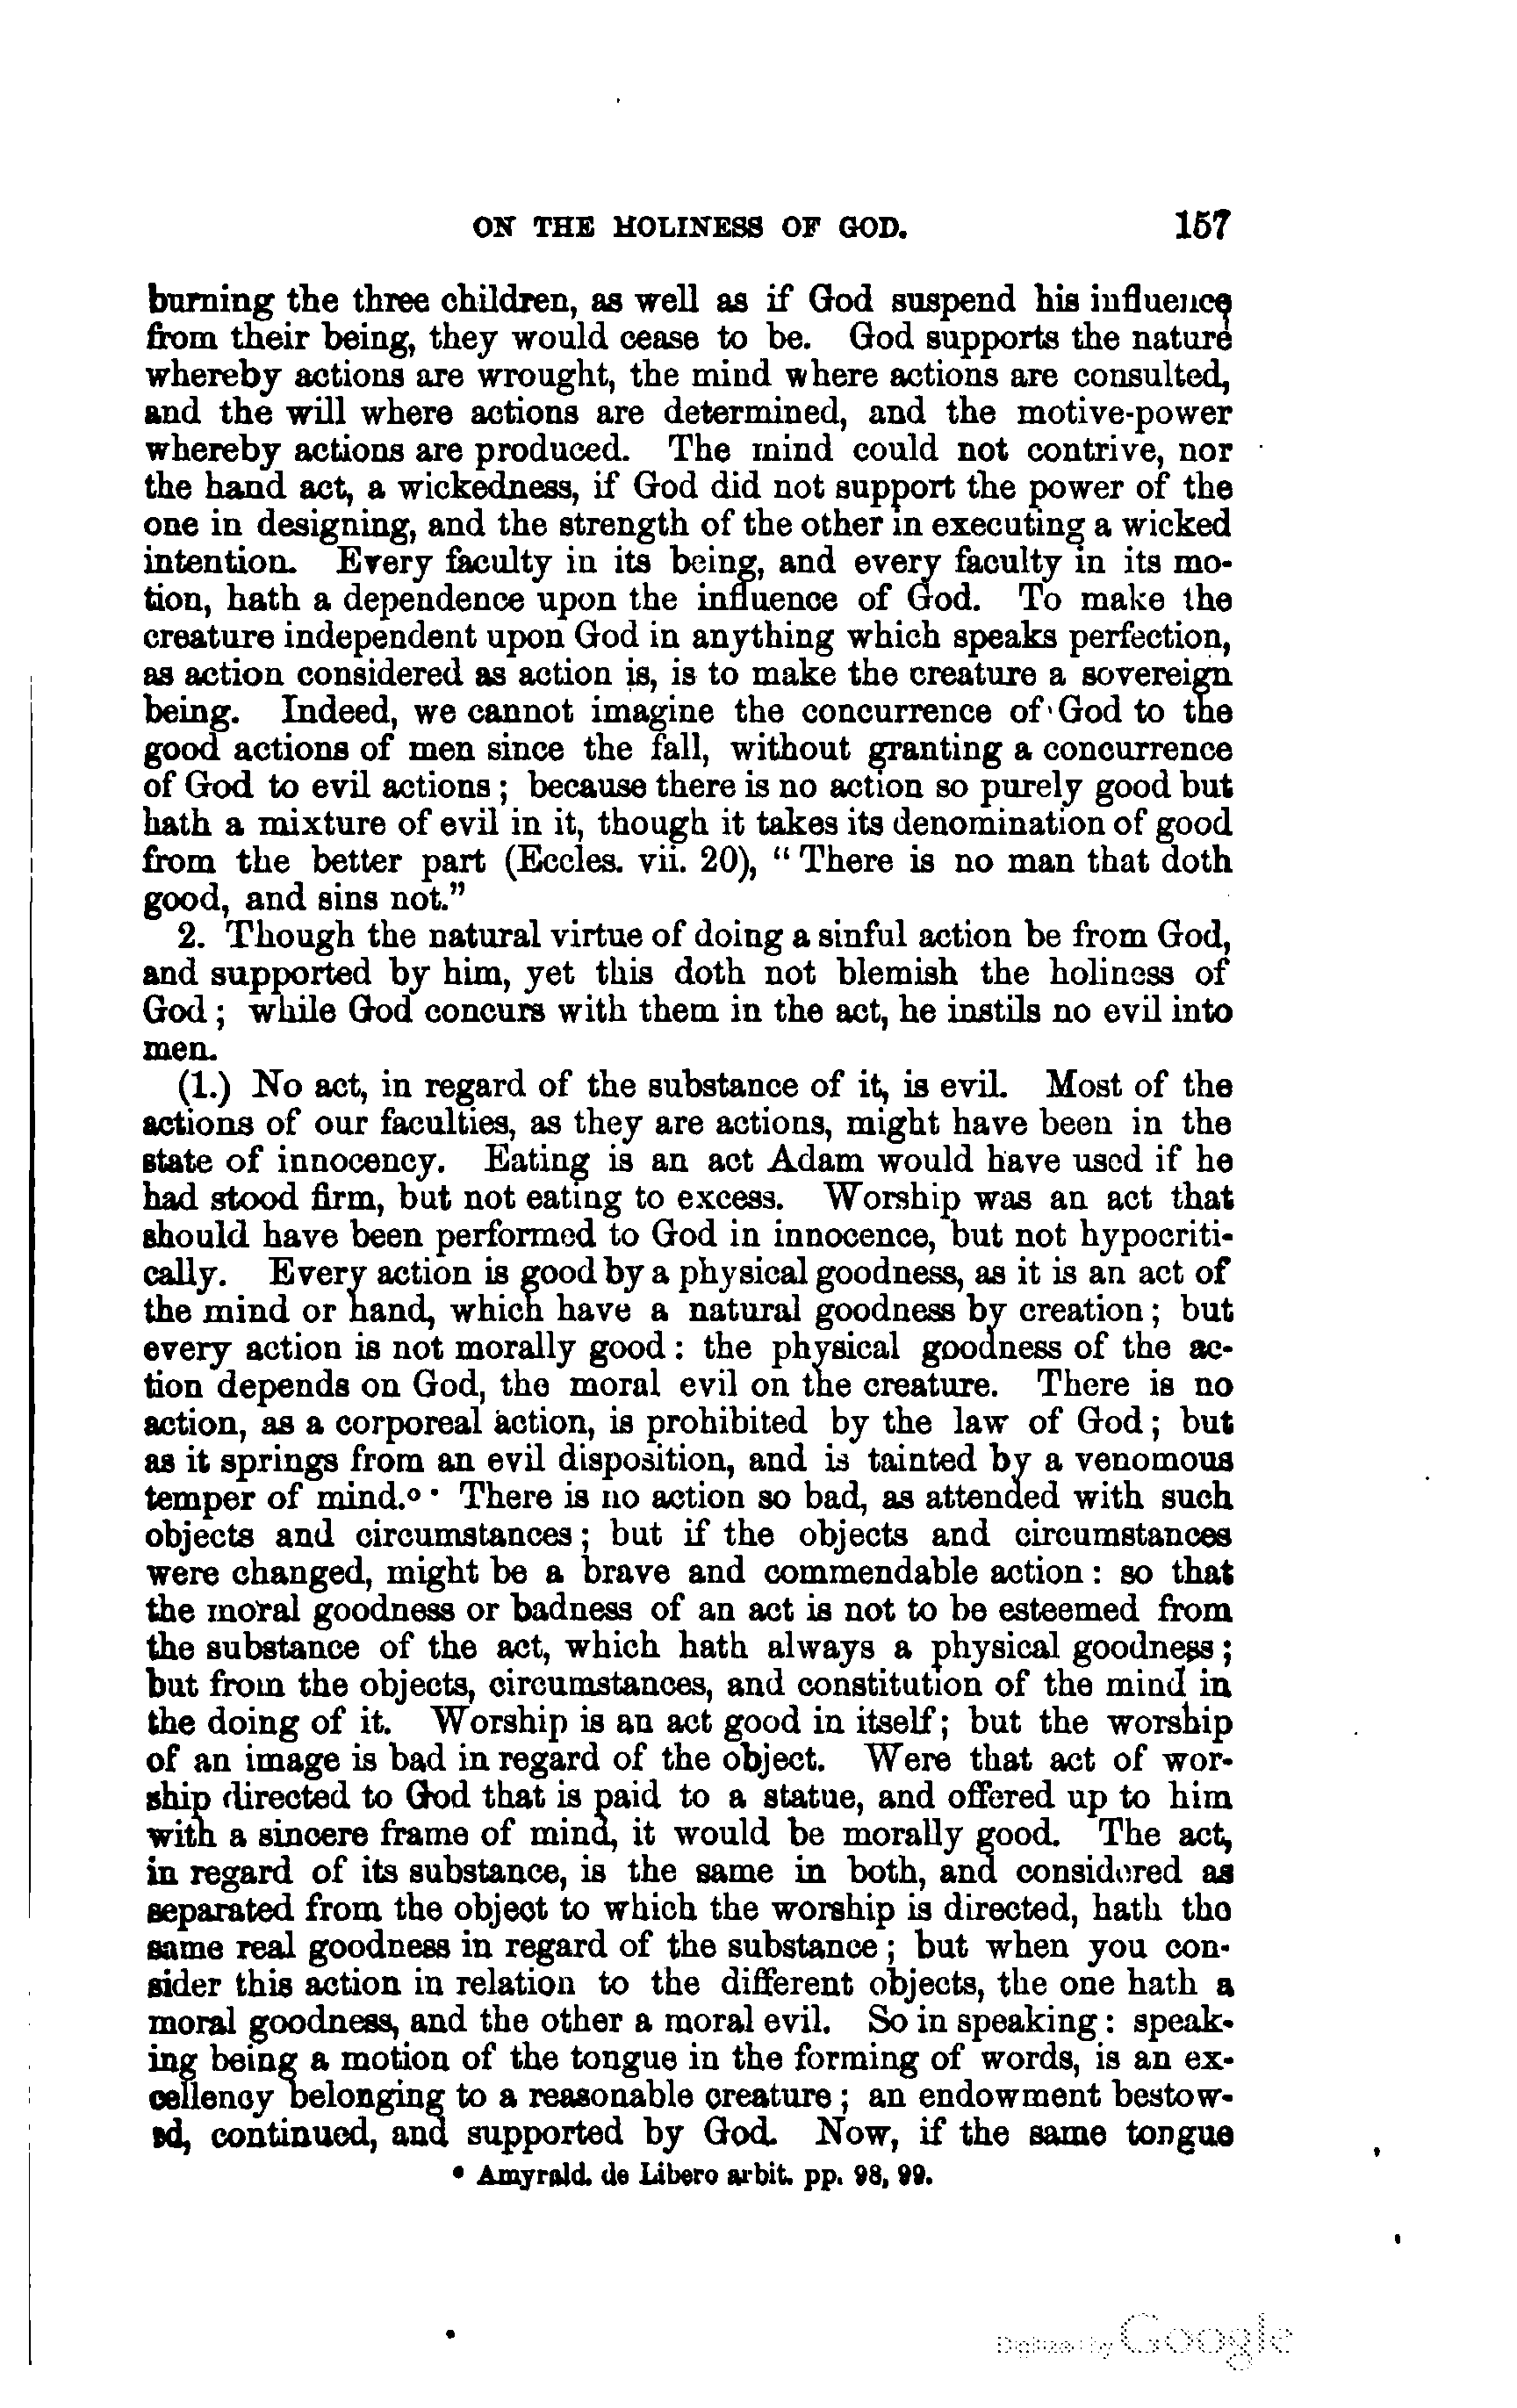 ON THE HOLINESS OF GOD. 157
burning the three children, as well as if God suspend his influence
from their being, they would cease to be. God supports the nature
whereby actions are wrought, the mind where actions are consulted,
and the will where actions are determined, and the motive-power
whereby actions are produced. The mind could not contrive, nor
the hand act, a wickedness, if God did not support the power of the
one in designing, and the strength of the other in executing a wicked
intention. Every faculty in its being, and every faculty in its mo-
tion, hath a dependence upon the influence of God. To make the
creature independent upon God in anything which speaks perfection,
as action considered as action is, is to make the creature a sovereign
being. Indeed, we cannot imagine the concurrence of God to the
good actions of men since the fall, without granting a concurrence
of God to evil actions; because there is no action so purely good but
hath a mixture of evil in it, though it takes its denomination of good
from the better part (Eccles. vii. 20), "There is no man that doth
good, and sins not."
2. Though the natural virtue of doing a sinful action be from God,
and supported by him, yet this doth not blemish the holiness of
God; while God concurs with them in the act, he instils no evil into
men.
(1.) No act, in regard of the substance of it, is evil. Most of the
actions of our faculties, as they are actions, might have been in the
state of innocency. Eating is an act Adam would have used if he
had stood firm, but not eating to excess. Worship was an act that
should have been performed to God in innocence, but not hypocriti-
cally. Every action is good by a physical goodness, as it is an act of
the mind or hand, which have a natural goodness by creation; but
every action is not morally good: the physical goodness of the ac-
tion depends on God, the moral evil on the creature. There is no
action, as a corporeal action, is prohibited by the law of God; but
as it springs from an evil disposition, and is tainted by a venomous
temper of mind.o There is no action so bad, as attended with such
objects and circumstances; but if the objects and circumstances
were changed, might be a brave and commendable action: so that
the moral goodness or badness of an act is not to be esteemed from
the substance of the act, which hath always a physical goodness;
but from the objects, circumstances, and constitution of the mind in
the doing of it. Worship is an act good in itself; but the worship
of an image is bad in regard of the object. Were that act of wor-
ship directed to God that is paid to a statue, and offered up to him
with a sincere frame of mind, it would be morally good. The act,
in regard of its substance, is the same in both, and considered as
separated from the object to which the worship is directed, hath the
same real goodness in regard of the substance; but when you con-
sider this action in relation to the different objects, the one hath a
moral goodness, and the other a moral evil. So in speaking: speak-
ing being a motion of the tongue in the forming of words, is an ex-
cellency belonging to a reasonable creature; an endowment bestow-
ed, continued, and supported by God. Now, if the same tongue
o Amyrald. de Libero arbit. pp. 98, 99.
Digitized by Google